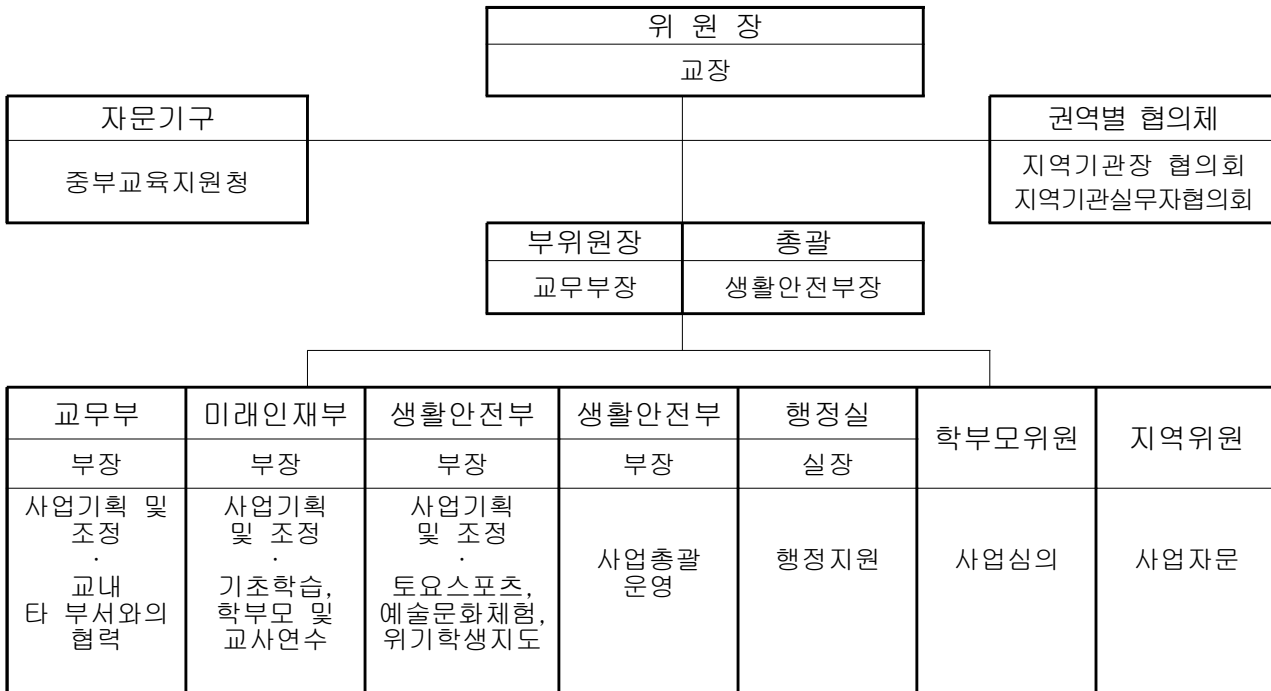 위 원 장
교장
자문기구
중부교육지원청
권역별 협의체
지역기관장 협의회
지역기관실무자협의회
부위원장
교무부장
총괄
생활안전부장
교무부
부장
사업기획 및
조정
·
교내
타 부서와의
협력
미래인재부
부장
사업기획
및 조정
·
기초학습,
학부모 및
교사연수
생활안전부
부장
사업기획
및 조정
·
토요스포츠,
예술문화체험,
위기학생지도
생활안전부
부장
사업총괄
운영
행정실
실장
행정지원
학부모위원
사업심의
지역위원
사업자문